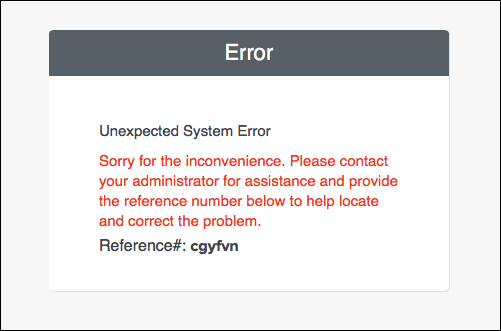 Error
Unexpected System Error
Sorry for the inconvenience. Please contact
your administrator for assistance and provide
the reference number below to help locate
and correct the problem.
Reference#: cgyfvn